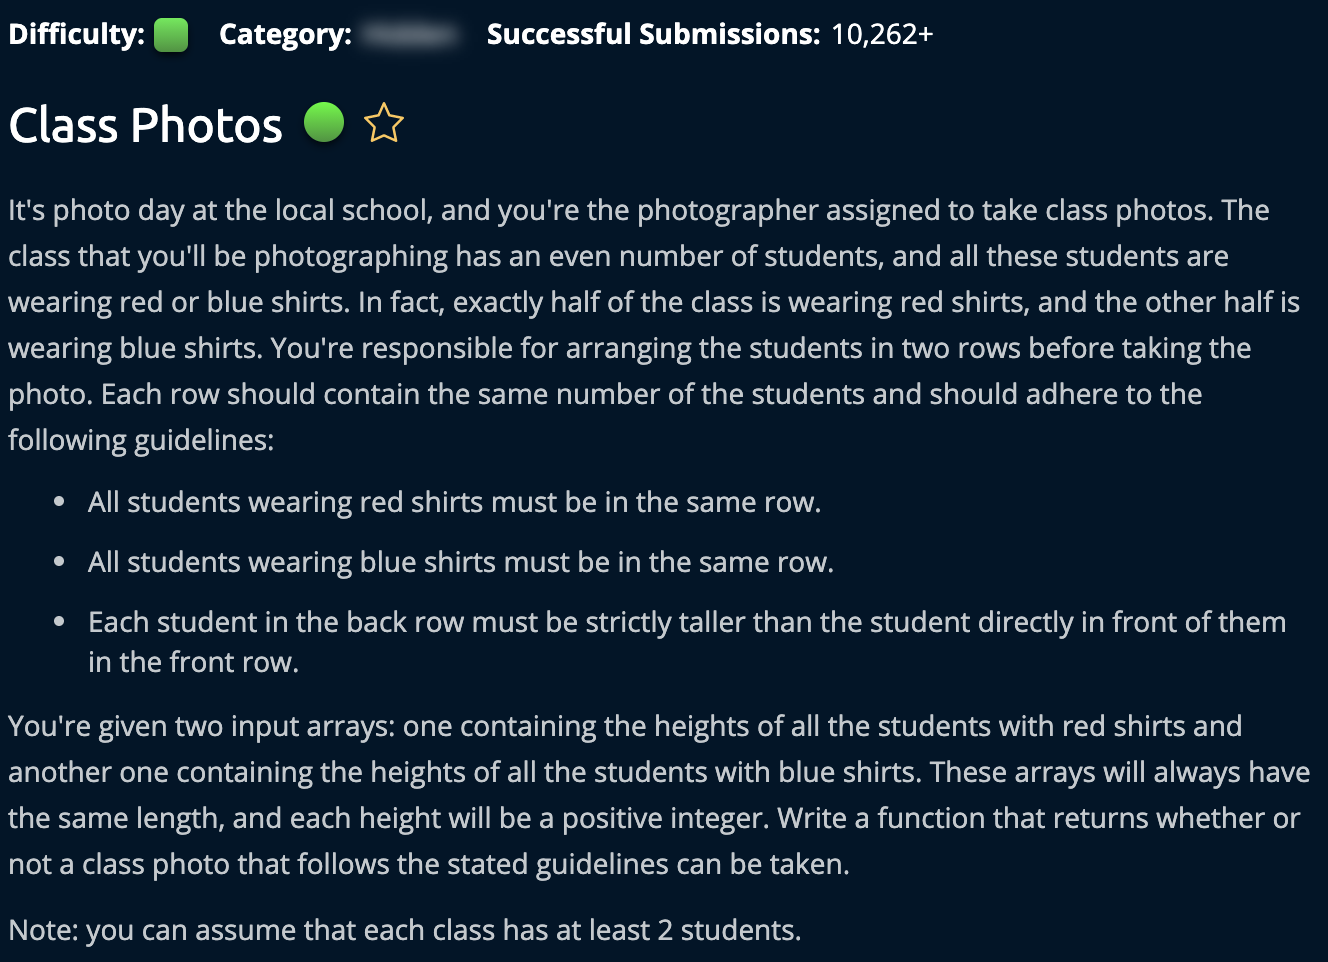 Difficulty: Category: Successful Submissions: 10,262+
Class Photos
It's photo day at the local school, and you're the photographer assigned to take class photos. The
class that you'll be photographing has an even number of students, and all these students are
wearing red or blue shirts. In fact, exactly half of the class is wearing red shirts, and the other half is
wearing blue shirts. You're responsible for arranging the students in two rows before taking the
photo. Each row should contain the same number of the students and should adhere to the
following guidelines:
• All students wearing red shirts must be in the same row.
• All students wearing blue shirts must be in the same row.
• Each student in the back row must be strictly taller than the student directly in front of them
in the front row.
You're given two input arrays: one containing the heights of all the students with red shirts and
another one containing the heights of all the students with blue shirts. These arrays will always have
the same length, and each height will be a positive integer. Write a function that returns whether or
not a class photo that follows the stated guidelines can be taken.
Note: you can assume that each class has at least 2 students.